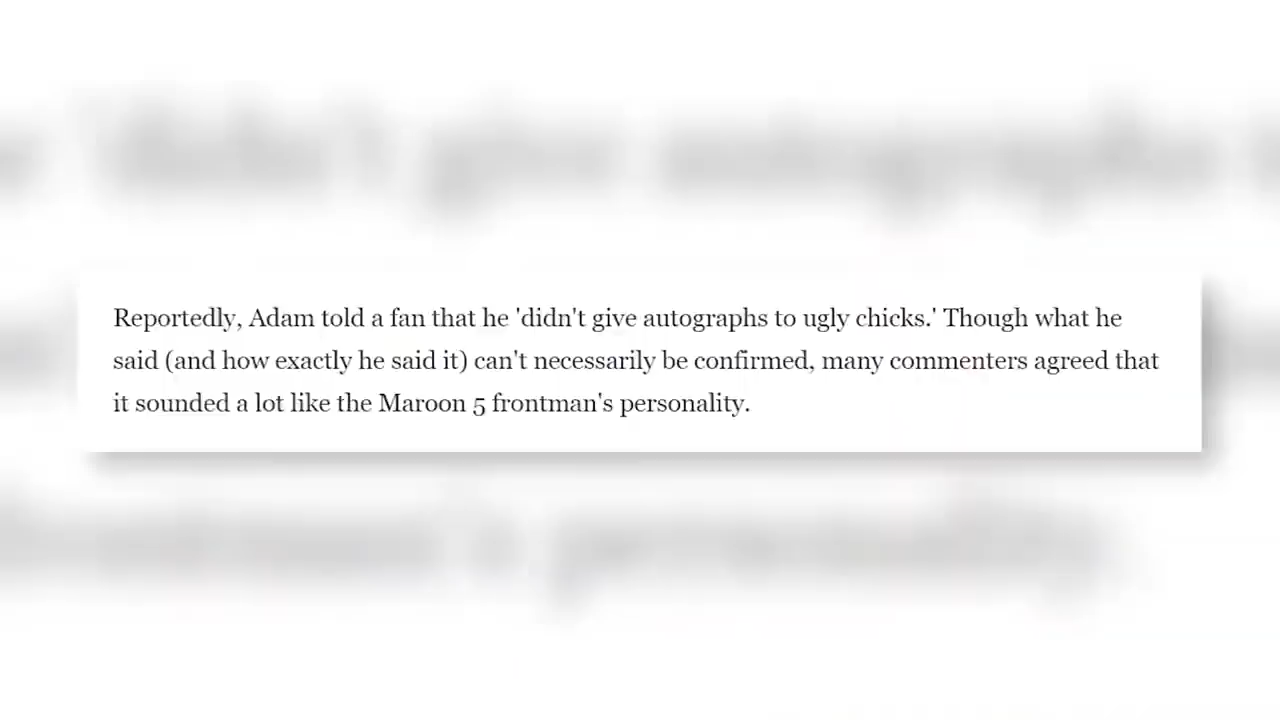 Reportedly, Adam told a fan that he 'didn't give autographs to ugly chicks.' Though what he
said (and how exactly he said it) can't necessarily be confirmed, many commenters agreed that
it sounded a lot like the Maroon 5 frontman's personality.